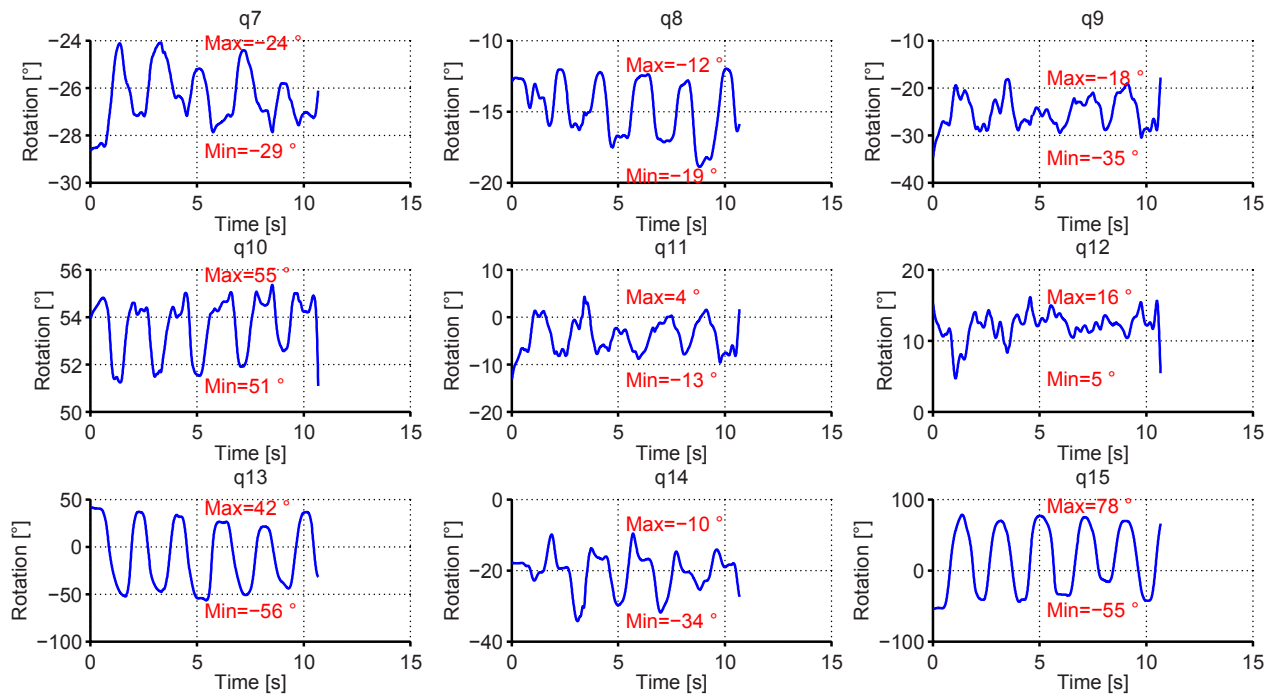 q7
−24
−26
−28
−30
Rotation [°]
Max=−24 °
Min=−29 °
0
5
10
15
Time [s]
q8
−10
−15
−20
Rotation [°]
Max=−12 °
Min=−19 °
0
5
10
15
Time [s]
q9
−10
−20
−30
−40
Rotation [°]
Max=−18 °
Min=−35 °
0
5
10
15
Time [s]
q10
56
54
52
50
Rotation [°]
Max=55 °
Min=51 °
0
5
10
15
Time [s]
q11
10
0
−10
−20
Rotation [°]
Max=4 °
Min=−13 °
0
5
10
15
Time [s]
q12
20
10
0
Rotation [°]
Max=16 °
Min=5 °
0
5
10
15
Time [s]
q13
50
0
−50
−100
Rotation [°]
Max=42 °
Min=−56 °
0
5
10
15
Time [s]
q14
0
−20
−40
Rotation [°]
Max=−10 °
Min=−34 °
0
5
10
15
Time [s]
q15
100
0
−100
Rotation [°]
Max=78 °
Min=−55 °
0
5
10
15
Time [s]